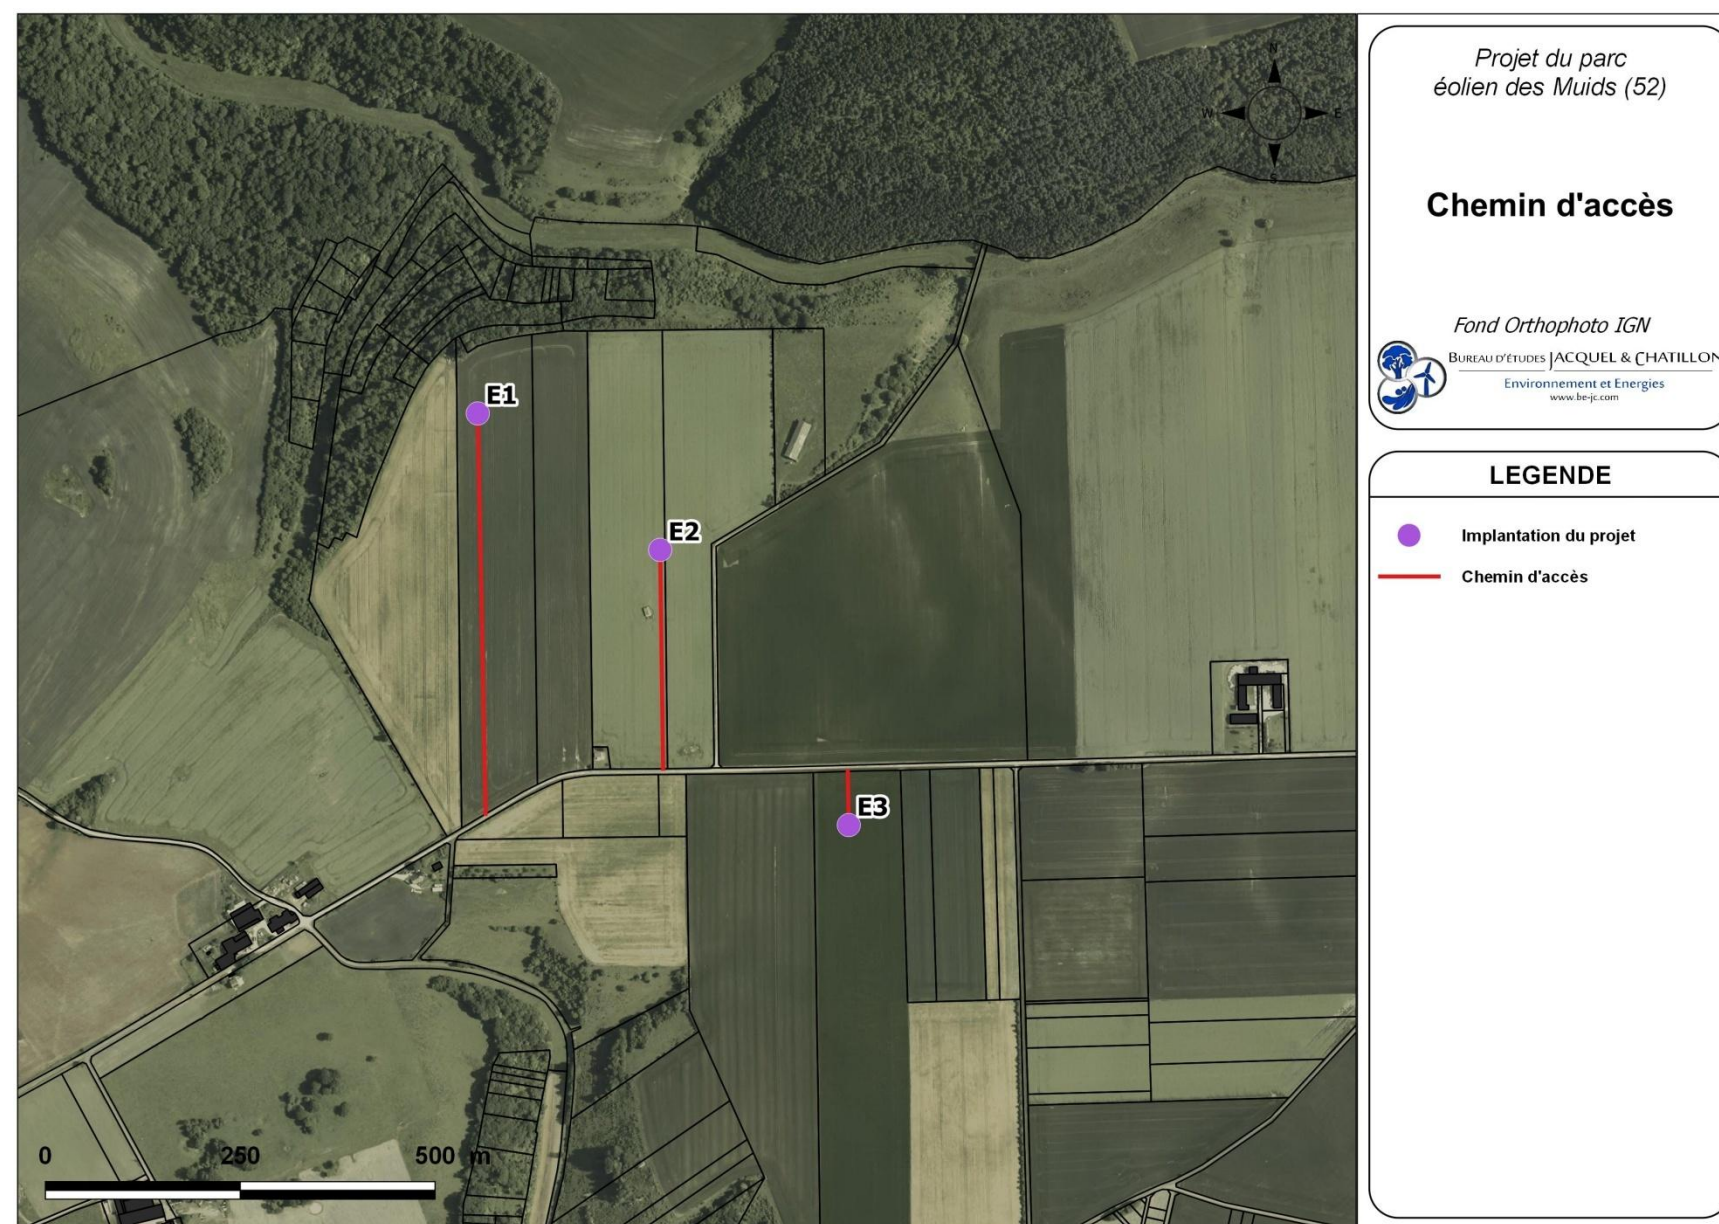 N
W
E
S
E1
E2
E3
0 250 500 m
Projet du parc
éolien des Muids (52)
Chemin d'accès
Fond Orthophoto IGN
BUREAU D'ÉTUDES JACQUEL & CHATILLON
Environnement et Energies
www.be-jc.com
LEGENDE
Implantation du projet
Chemin d'accès